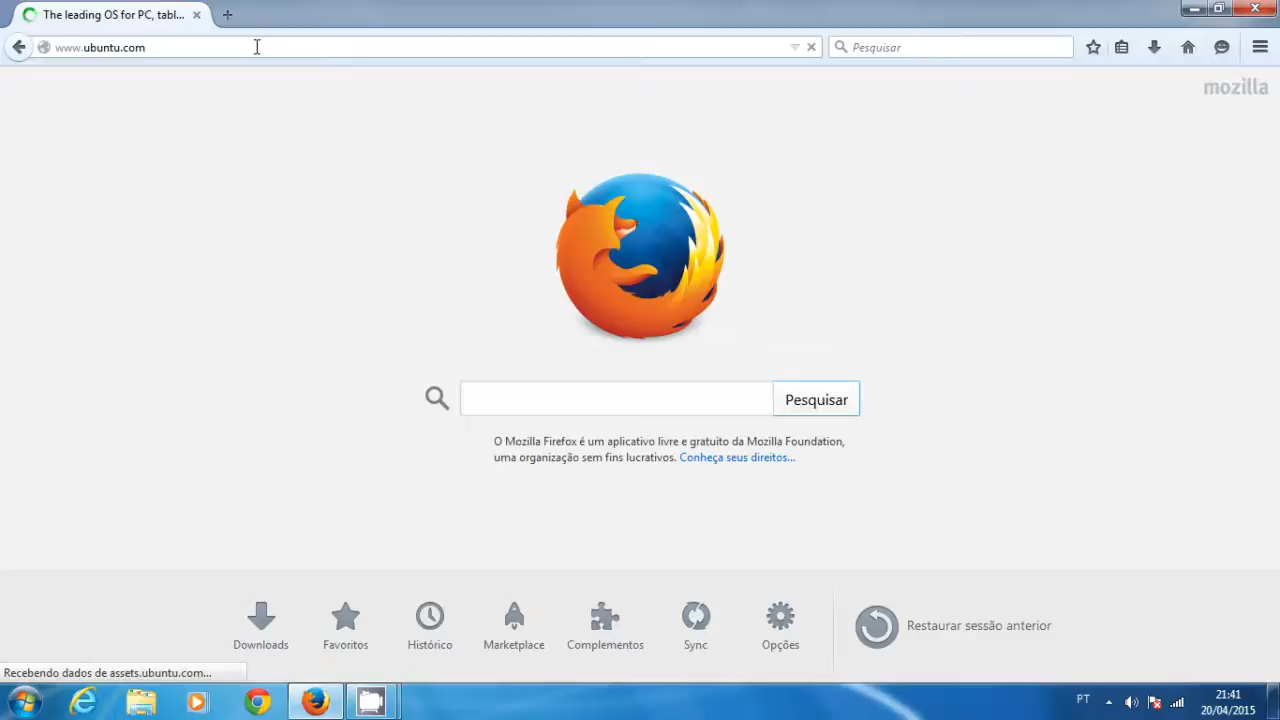 The leading OS for PC, tabl...
www.ubuntu.com
Pesquisar
mozilla
Pesquisar
O Mozilla Firefox é um aplicativo livre e gratuito da Mozilla Foundation,
uma organização sem fins lucrativos. Conheça seus direitos...
Downloads
Favoritos
Histórico
Marketplace
Complementos
Sync
Opções
Restaurar sessão anterior
Recebendo dados de assets.ubuntu.com...
PT
21:41
20/04/2015